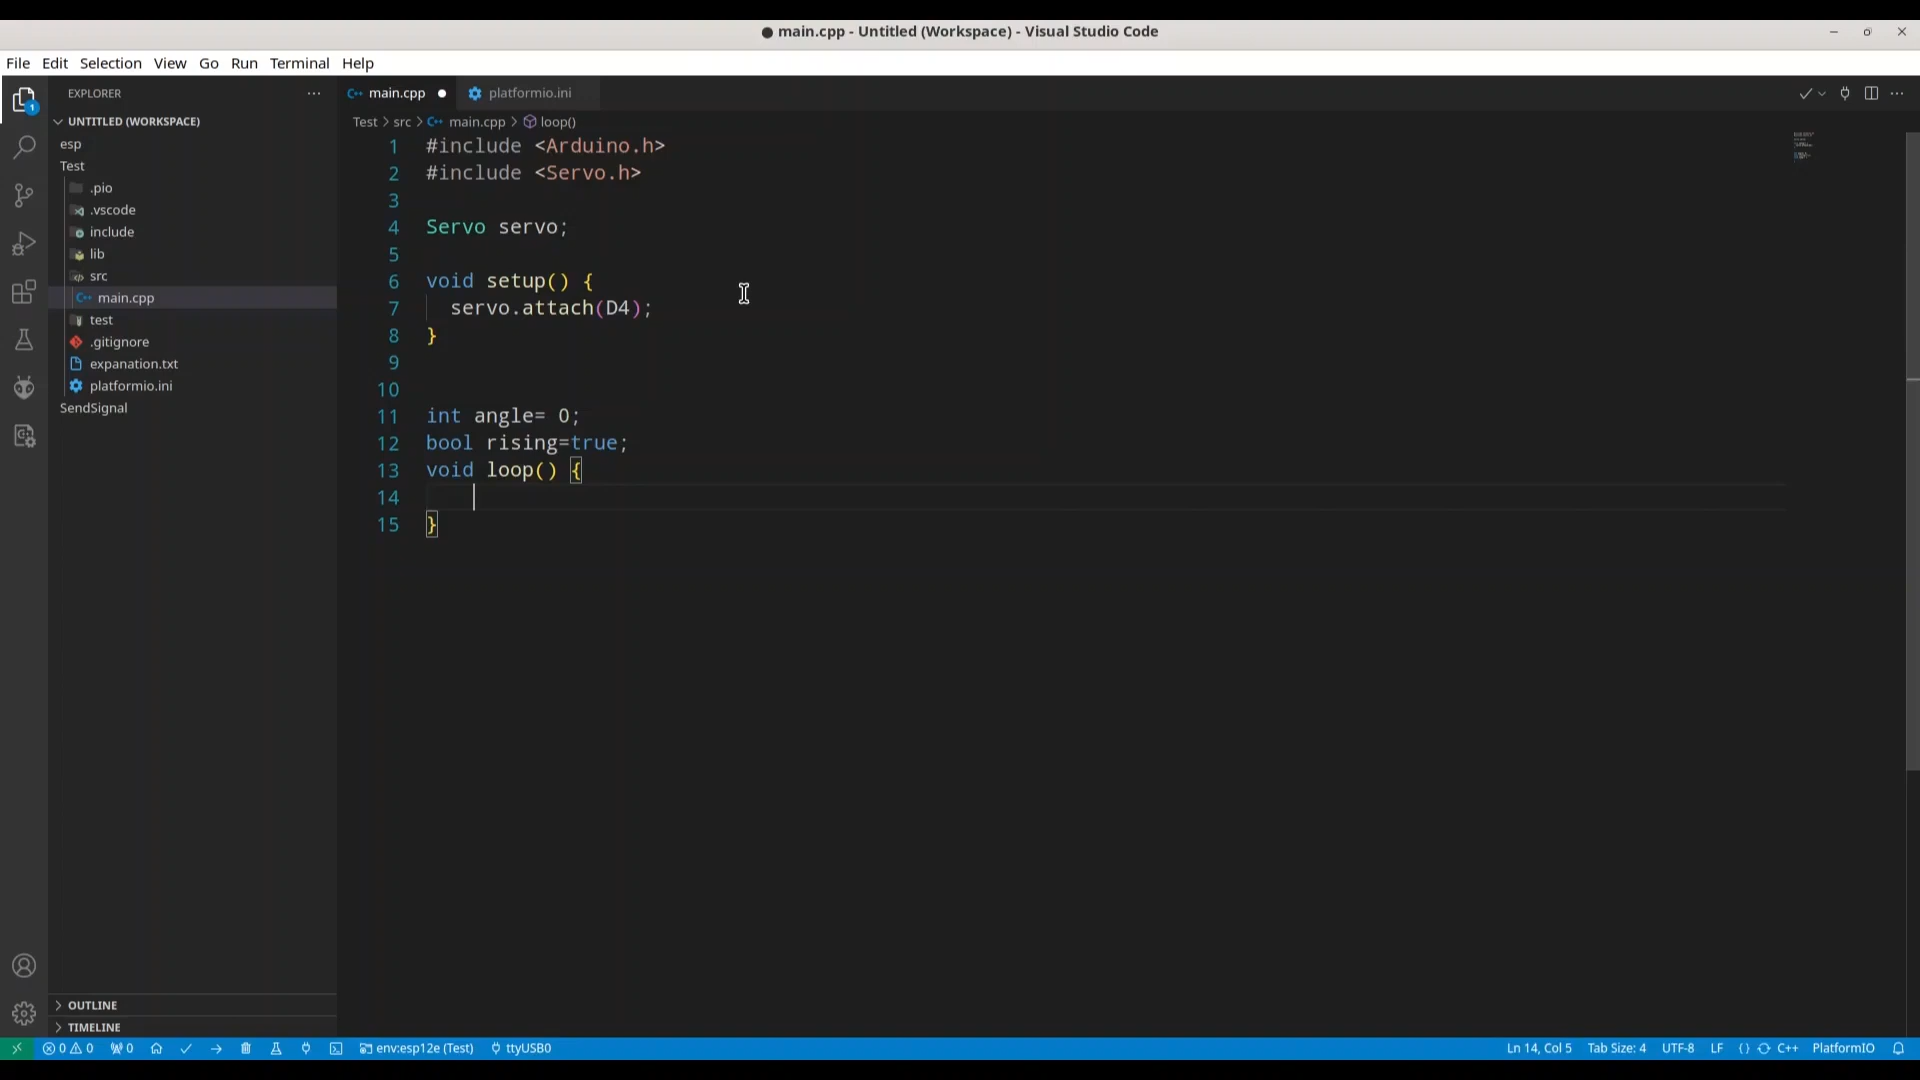 main.cpp - Untitled (Workspace) - Visual Studio Code
File Edit Selection View Go Run Terminal Help
EXPLORER
UNTITLED (WORKSPACE)
esp
Test
.pio
.vscode
include
lib
src
main.cpp
test
.gitignore
expanation.txt
platformio.ini
SendSignal
OUTLINE
TIMELINE
1
main.cpp platformio.ini
Test > src > main.cpp > loop()
1 #include <Arduino.h>
2 #include <Servo.h>
3
4 Servo servo;
5
6 void setup() {
7 servo.attach(D4);
8 }
9
10
11 int angle= 0;
12 bool rising=true;
13 void loop() {
14
15 }
0 0 0 env:esp12e (Test) ttyUSB0 Ln 14, Col 5 Tab Size: 4 UTF-8 LF {} C++ PlatformIO